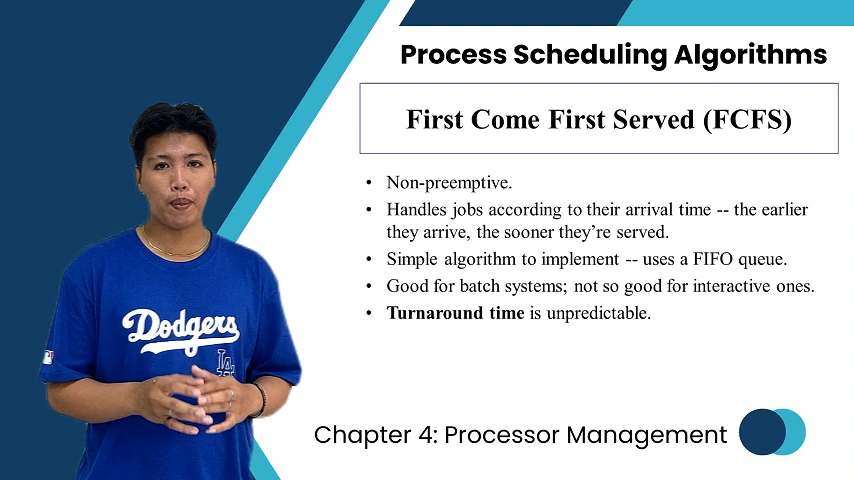 Process Scheduling Algorithms
First Come First Served (FCFS)
• Non-preemptive.
• Handles jobs according to their arrival time -- the earlier
they arrive, the sooner they’re served.
• Simple algorithm to implement -- uses a FIFO queue.
• Good for batch systems; not so good for interactive ones.
• Turnaround time is unpredictable.
Dodgers
LA
Chapter 4: Processor Management